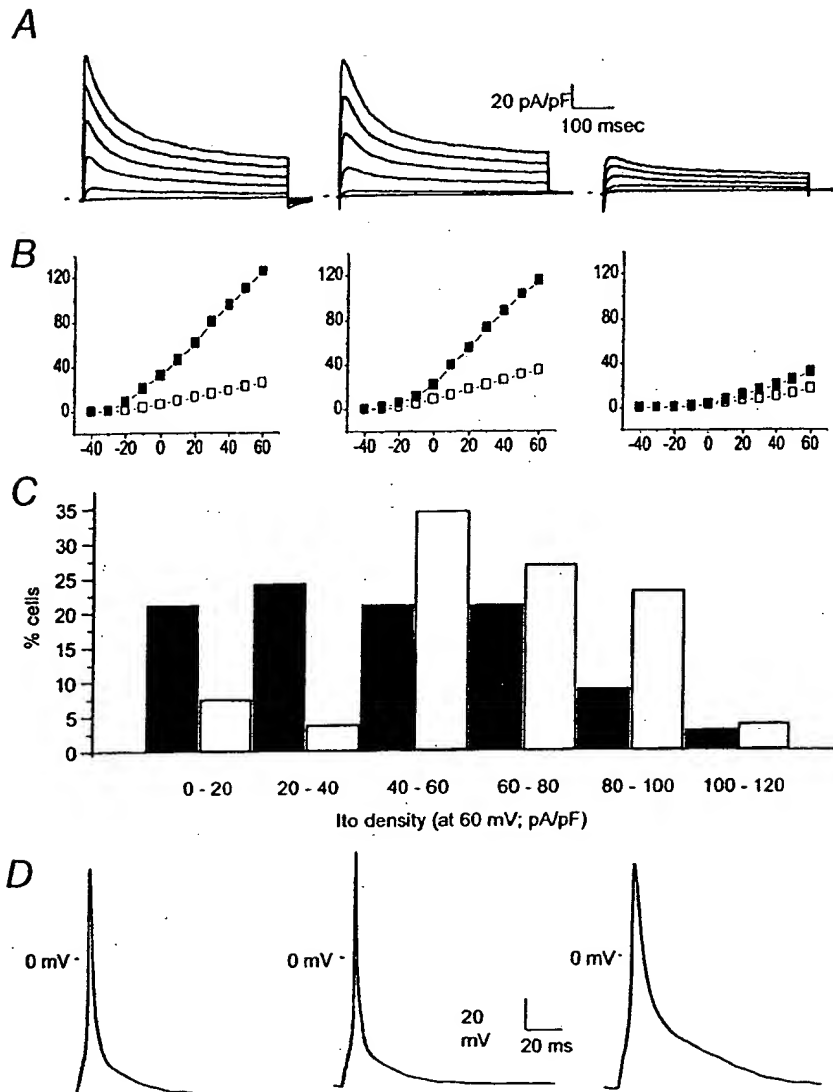 A
20 pA/pF
100 msec
B
120
80
40
0
-40 -20 0 20 40 60
120
80
40
0
-40 -20 0 20 40 60
120
80
40
0
-40 -20 0 20 40 60
C
35
30
25
20
15
10
5
0
% cells
0 - 20 20 - 40 40 - 60 60 - 80 80 - 100 100 - 120
Ito density (at 60 mV; pA/pF)
D
0 mV -
0 mV -
0 mV -
20
mV
20 ms